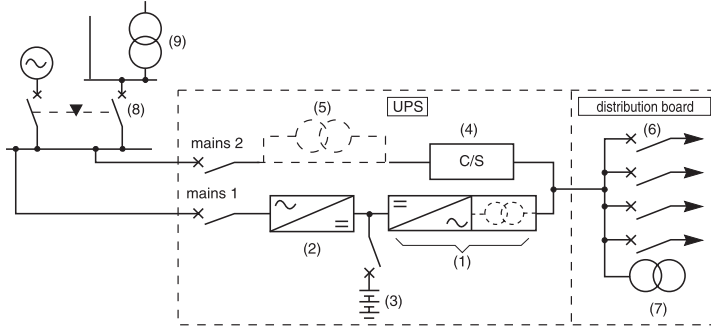 (9)
(8)
(5)
UPS
distribution board
mains 2
(4)
(6)
C/S
mains 1
(2)
(1)
(3)
(7)